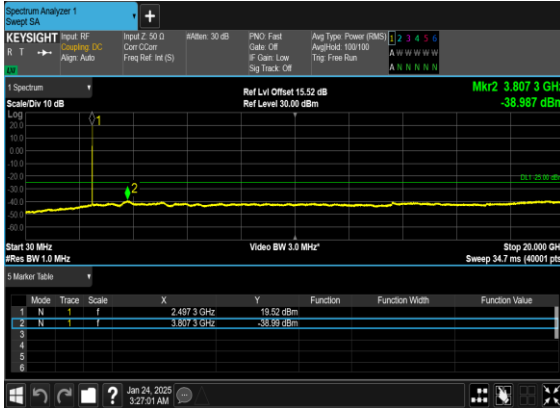 Spectrum Analyzer 1
Swept SA
+
KEYSIGHT
R T
Input: RF
Coupling: DC
Align: Auto
Input Z: 50 Ω
Corr CCorr
Freq Ref: Int (S)
#Atten: 30 dB
PNO: Fast
Gate: Off
IF Gain: Low
Sig Track: Off
Avg Type: Power (RMS)
Avg|Hold: 100/100
Trig: Free Run
1 2 3 4 5 6
A W W W W W
A N N N N N
1 Spectrum
Scale/Div 10 dB
Ref Lvl Offset 15.52 dB
Ref Level 30.00 dBm
Mkr2 3.807 3 GH
-38.987 dBm
Log
20.0
10.0
0.00
-10.0
-20.0
-30.0
-40.0
-50.0
-60.0
1
2
DL1 -25.00 dBm
Start 30 MHz
#Res BW 1.0 MHz
Video BW 3.0 MHz*
Stop 20.000 GH
Sweep 34.7 ms (40001 pts
5 Marker Table
Mode Trace Scale X Y Function Function Width Function Value
1 N 1 f 2.497 3 GHz 19.52 dBm
2 N 1 f 3.807 3 GHz -38.99 dBm
3
4
5
6
?
Jan 24, 2025
3:27:01 AM